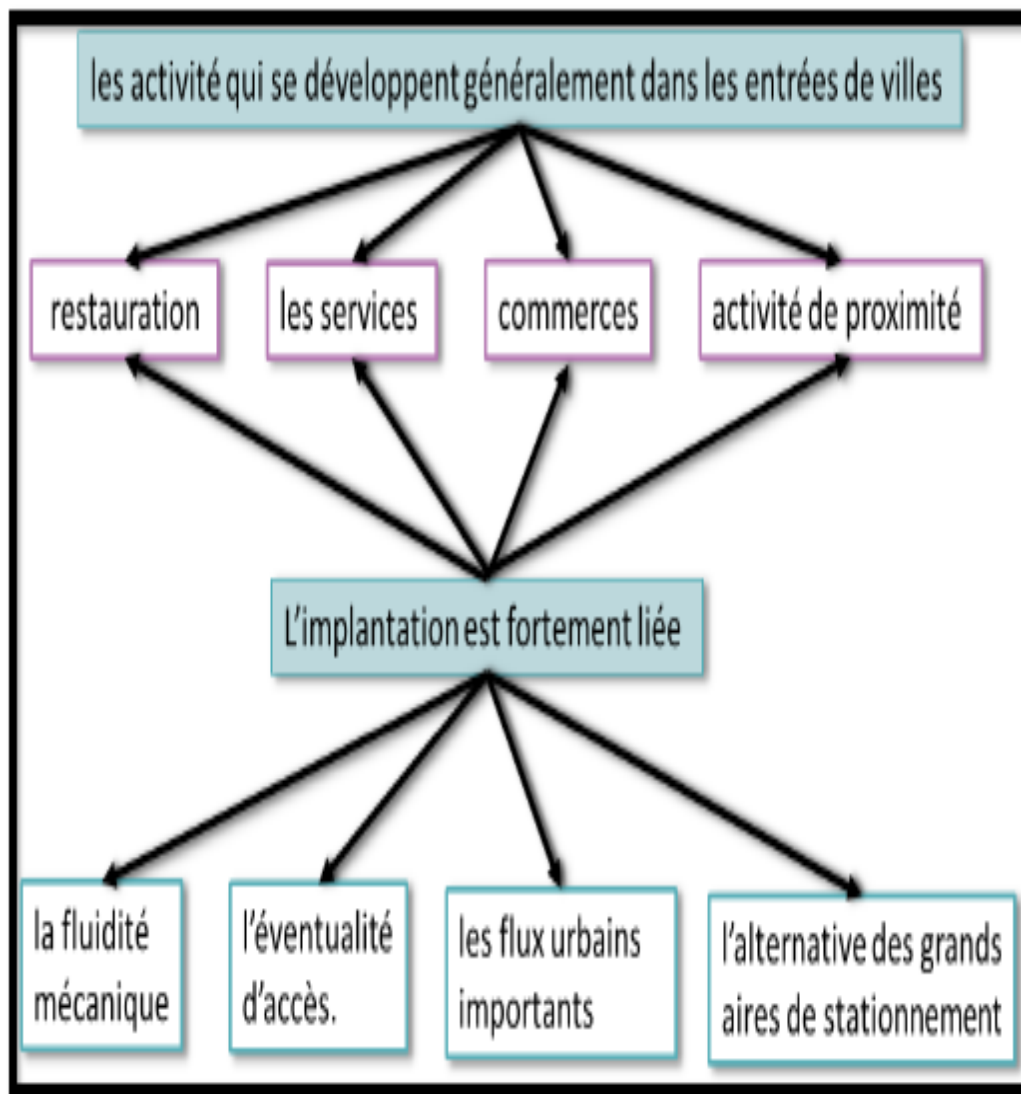 les activité qui se développent généralement dans les entrées de villes
restauration
les services
commerces
activité de proximité
L'implantation est fortement liée
la fluidité
mécanique
l'éventualité
d'accès.
les flux urbains
importants
l'alternative des grands
aires de stationnement